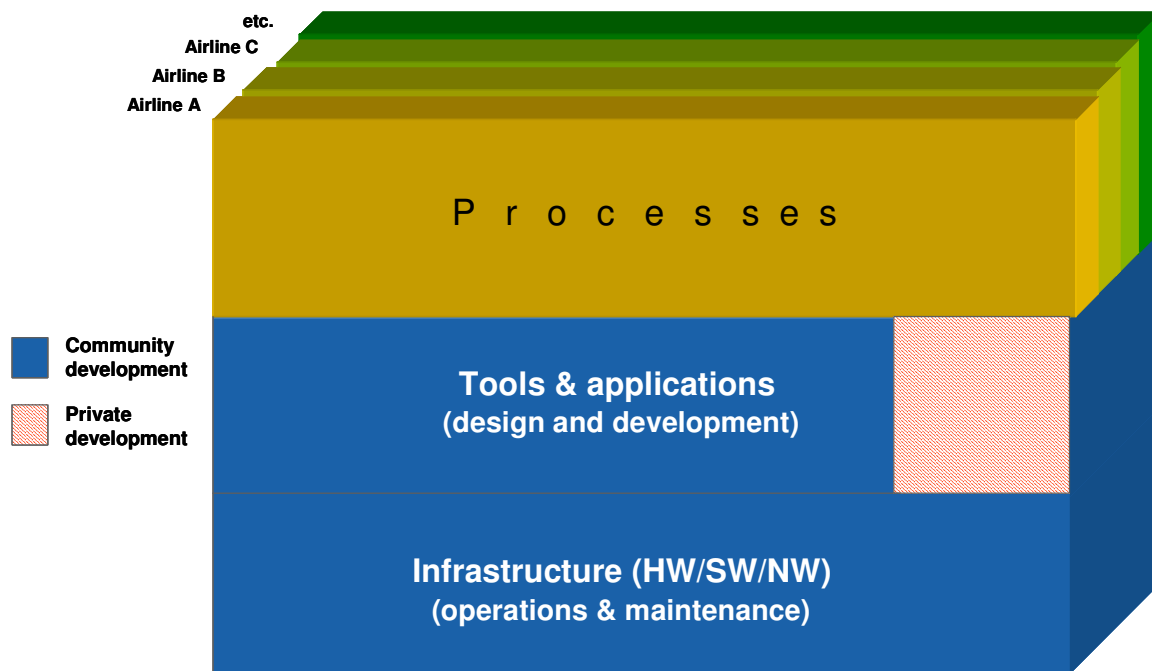 etc.
Airline C
Airline B
Airline A
Processes
Community
development
Private
development
Tools & applications
(design and development)
Infrastructure (HW/SW/NW)
(operations & maintenance)